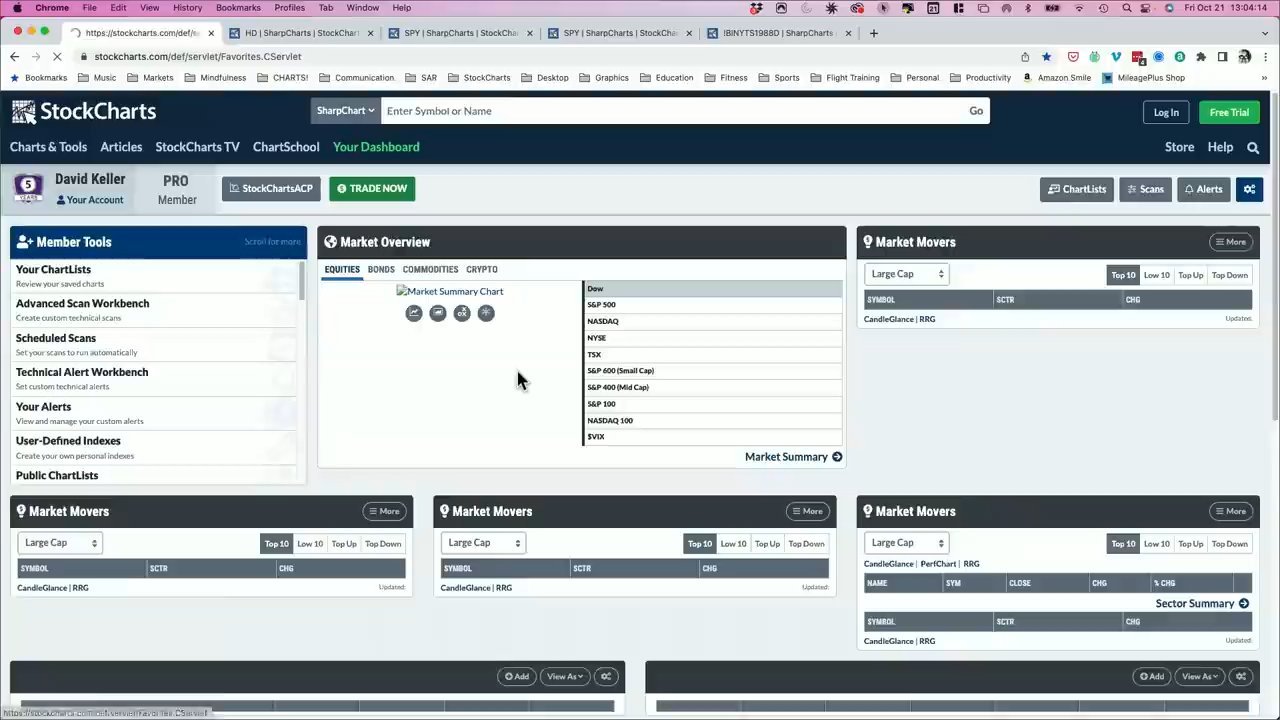 Chrome File Edit View History Bookmarks Profiles Tab Window Help Fri Oct 21 13:04:14
https://stockcharts.com/def/se HD | SharpCharts | StockChart SPY | SharpCharts | StockCha SPY | SharpCharts | StockCha !BINYTS1988D | SharpCharts
stockcharts.com/def/servlet/Favorites.CServlet
Bookmarks Music Markets Mindfulness CHARTS! Communication SAR StockCharts Desktop Graphics Education Fitness Sports Flight Training Personal Productivity Amazon Smile MileagePlus Shop
StockCharts SharpChart Enter Symbol or Name Go Log In Free Trial
Charts & Tools Articles StockCharts TV ChartSchool Your Dashboard Store Help
5 YEARS David Keller Your Account PRO Member StockChartsACP TRADE NOW ChartLists Scans Alerts
Member Tools Scroll for more
Your ChartLists
Review your saved charts
Advanced Scan Workbench
Create custom technical scans
Scheduled Scans
Set your scans to run automatically
Technical Alert Workbench
Set custom technical alerts
Your Alerts
View and manage your custom alerts
User-Defined Indexes
Create your own personal indexes
Public ChartLists
Market Overview
EQUITIES BONDS COMMODITIES CRYPTO
Market Summary Chart
Dow
S&P 500
NASDAQ
NYSE
TSX
S&P 600 (Small Cap)
S&P 400 (Mid Cap)
S&P 100
NASDAQ 100
$VIX
Market Summary
Market Movers More
Large Cap Top 10 Low 10 Top Up Top Down
SYMBOL SCTR CHG
CandleGlance | RRG Updated:
Market Movers More
Large Cap Top 10 Low 10 Top Up Top Down
SYMBOL SCTR CHG
CandleGlance | RRG Updated:
Market Movers More
Large Cap Top 10 Low 10 Top Up Top Down
SYMBOL SCTR CHG
CandleGlance | RRG Updated:
Market Movers More
Large Cap Top 10 Low 10 Top Up Top Down
CandleGlance | PerfChart | RRG
NAME SYM CLOSE CHG % CHG
Sector Summary
SYMBOL SCTR CHG
CandleGlance | RRG Updated:
Add View As
Add View As
https://stockcharts.com/def/servlet/Favorites.CServlet